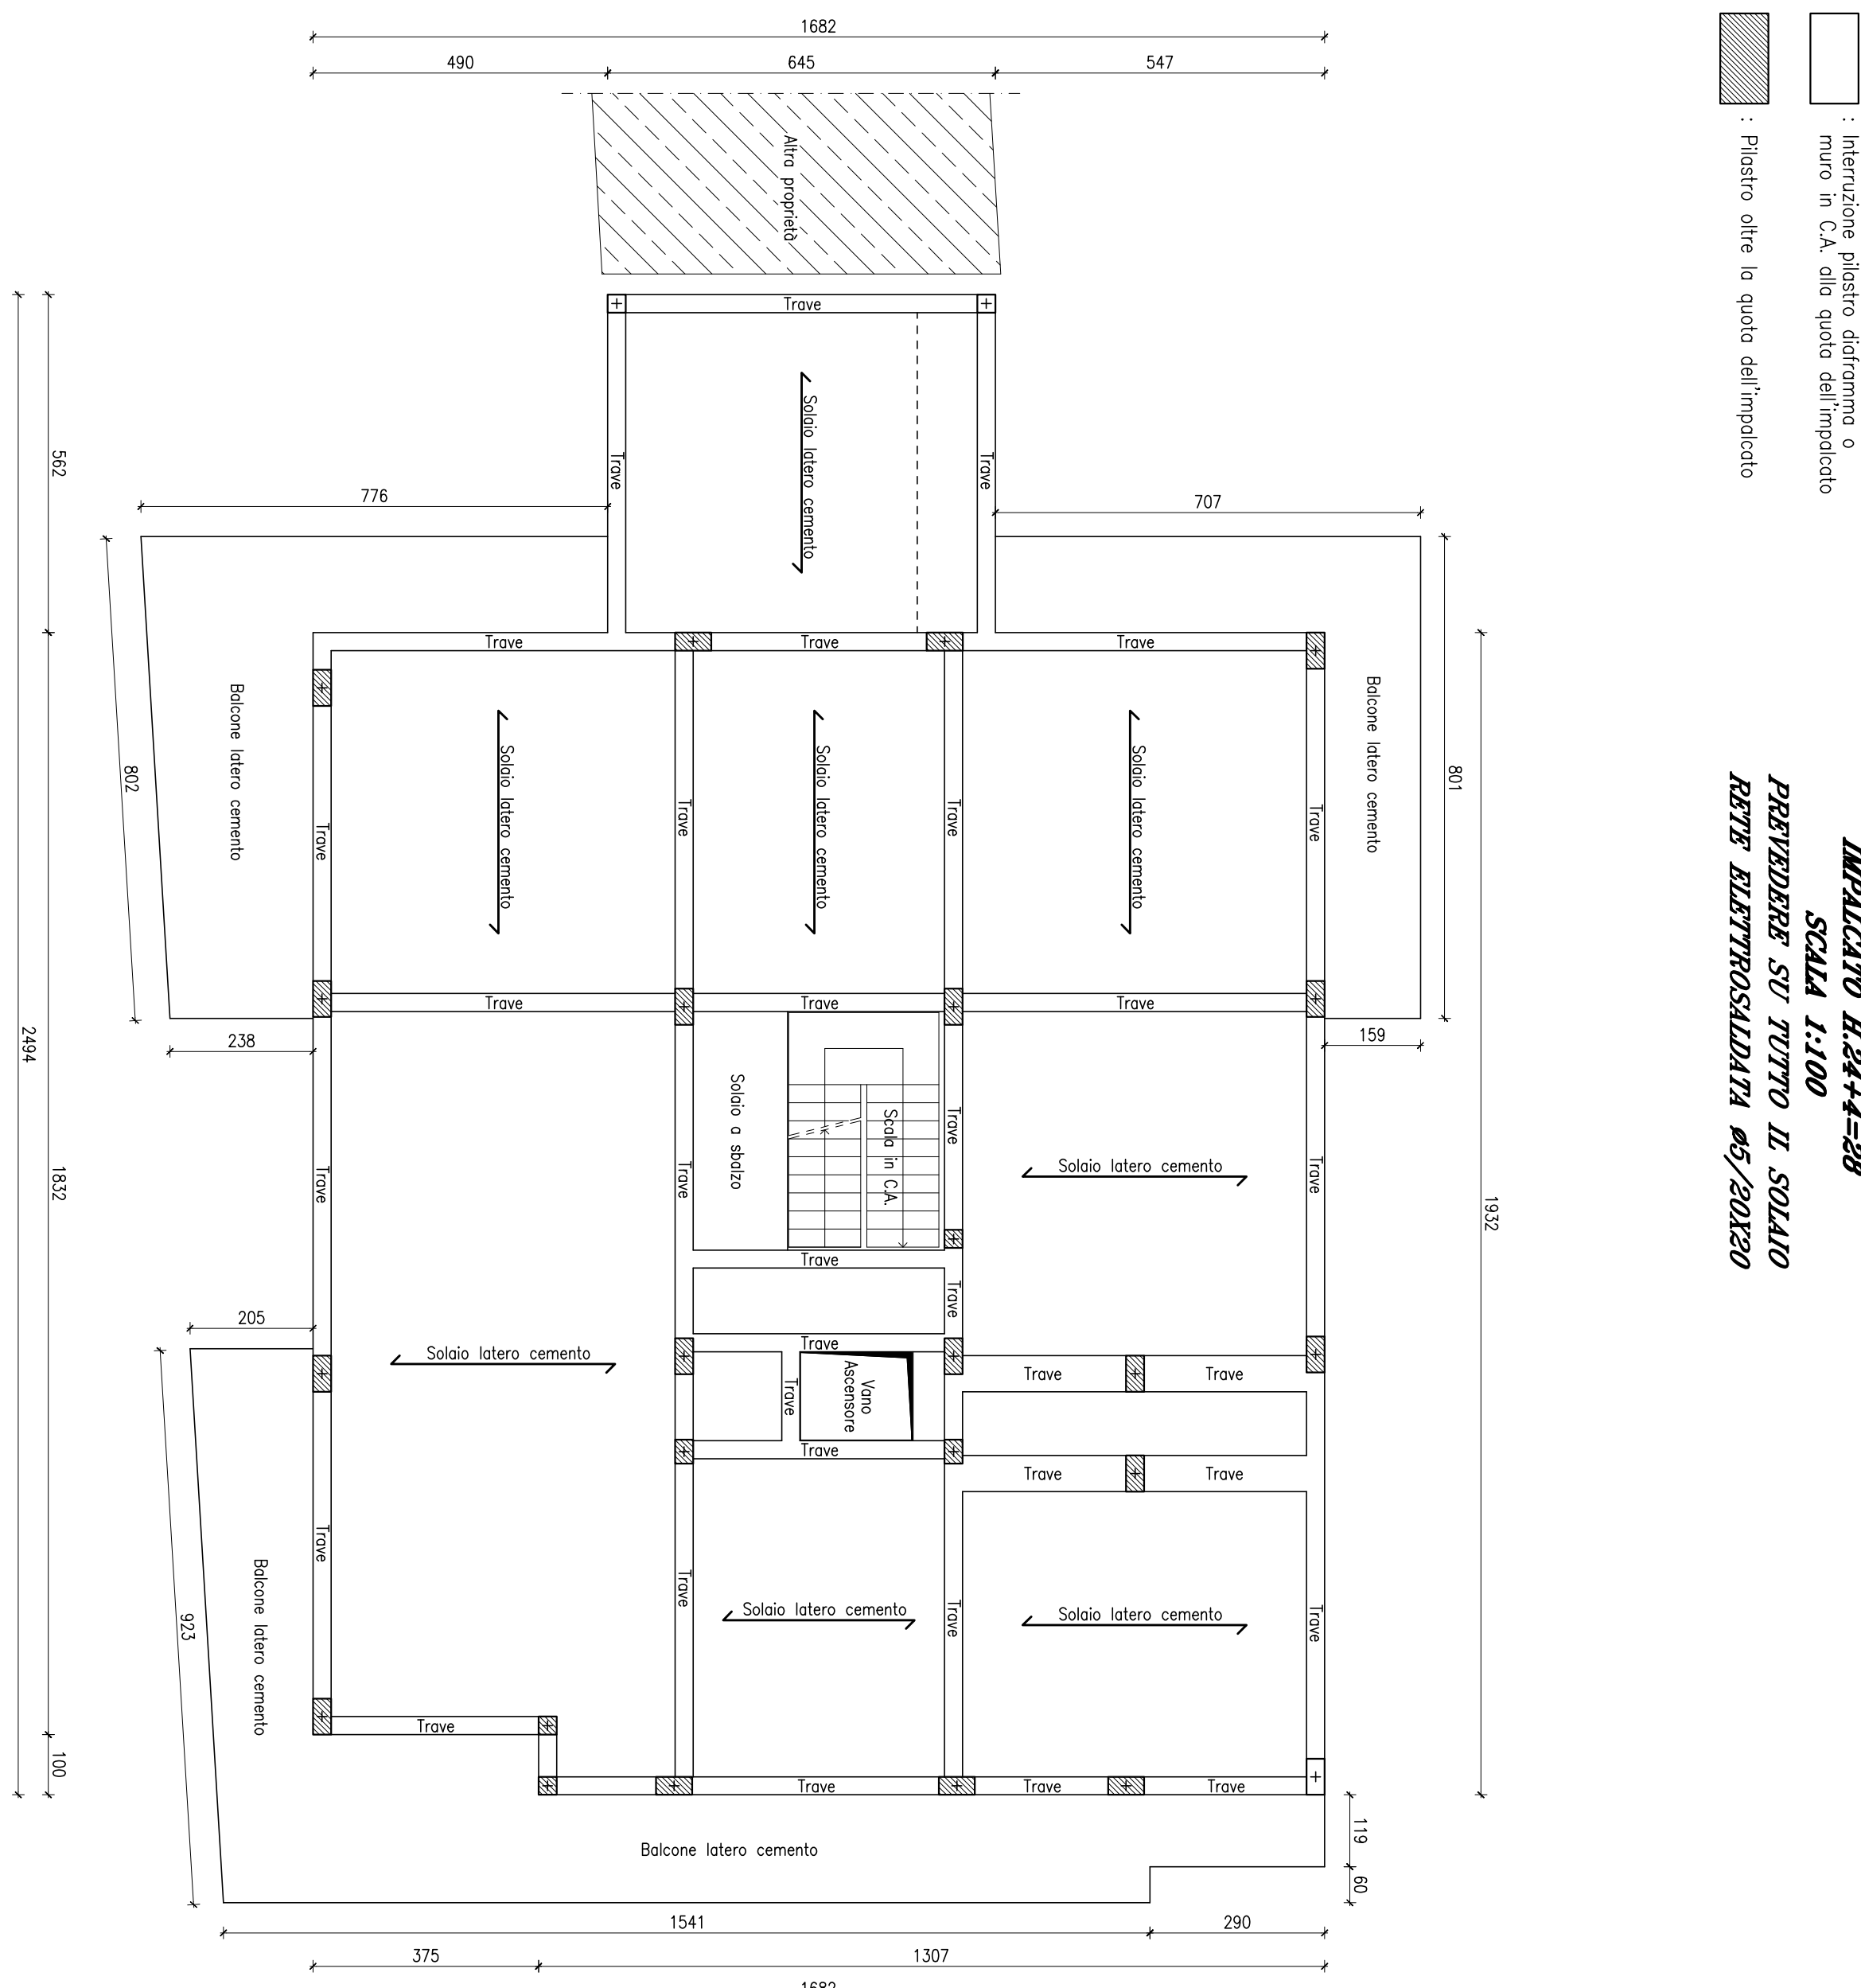 : Interruzione pilastro diaframma o
muro in C.A. alla quota dell'impalcato
: Pilastro oltre la quota dell'impalcato
IMPALCATO H.24+4=28
SCALA 1:100
PREVEDERE SU TUTTO IL SOLAIO
RETE ELETTROSALDATA ø5/20X20
1682
490
645
547
Altra proprietà
Trave
Solaio latero cemento
Trave
Trave
562
776
707
801
802
Balcone latero cemento
Balcone latero cemento
Trave
Trave
Trave
Solaio latero cemento
Solaio latero cemento
Solaio latero cemento
Trave
Trave
Trave
Trave
Trave
Trave
Trave
238
159
2494
1832
1932
Solaio a sbalzo
Scala in C.A.
Trave
Trave
Trave
Trave
Solaio latero cemento
Trave
Trave
205
Trave
Solaio latero cemento
Vano
Ascensore
Trave
Trave
Trave
Trave
Trave
Trave
923
Balcone latero cemento
Trave
Trave
Solaio latero cemento
Trave
Solaio latero cemento
Trave
Trave
100
Trave
Trave
Trave
119
60
Balcone latero cemento
1541
290
375
1307
1682